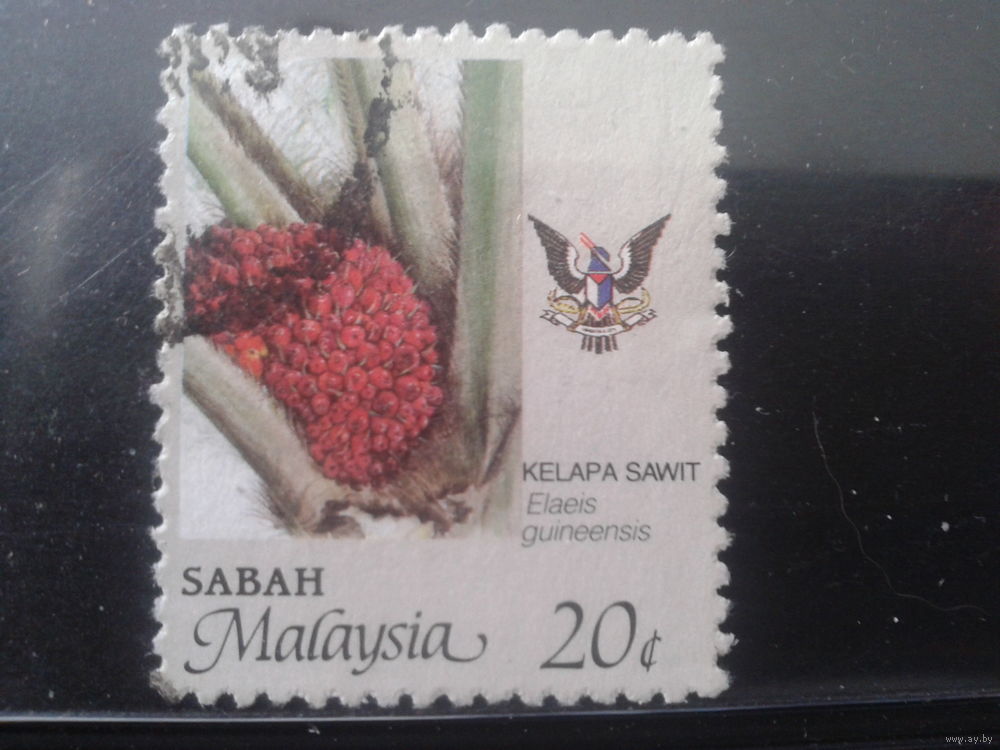 KELAPA SAWIT
Elaeis
guineensis
SABAH
Malaysia
20¢
www.ay.by